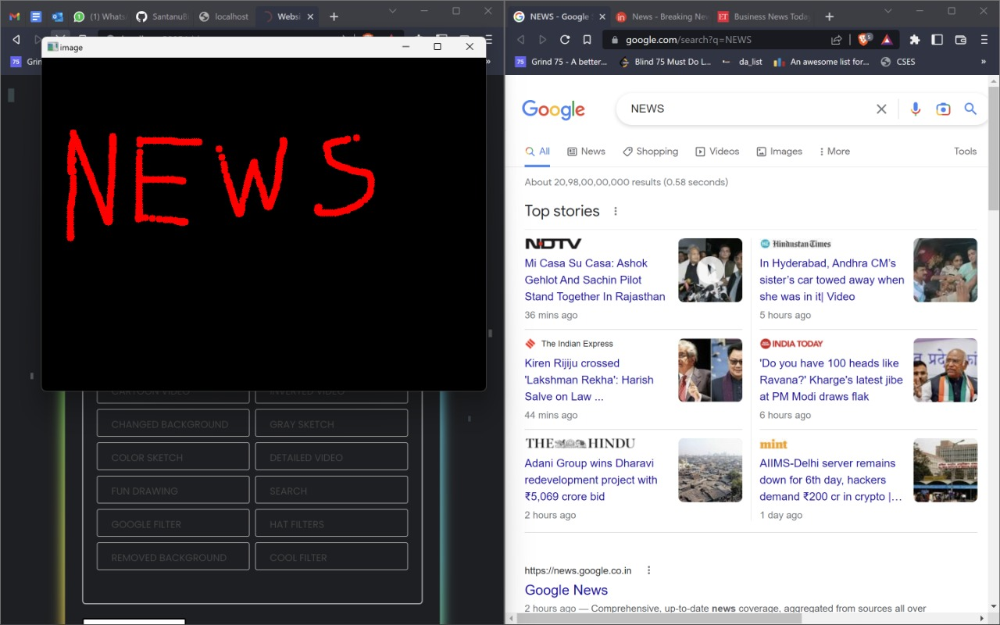 (1) Whats
SantanuB
localhost
Websi
image
75 Grin
»
NEWS
CARTOON VIDEO
INVERTED VIDEO
CHANGED BACKGROUND
GRAY SKETCH
COLOR SKETCH
DETAILED VIDEO
FUN DRAWING
SEARCH
GOOGLE FILTER
HAT FILTERS
REMOVED BACKGROUND
COOL FILTER
NEWS - Google
News - Breaking Nev
ET Business News Today
google.com/search?q=NEWS
5
75 Grind 75 - A better...
Blind 75 Must Do L...
da_list
An awesome list for...
CSES
»
Google
NEWS
All
News
Shopping
Videos
Images
More
Tools
About 20,98,00,00,000 results (0.58 seconds)
Top stories
NDTV
Mi Casa Su Casa: Ashok
Gehlot And Sachin Pilot
Stand Together In Rajasthan
36 mins ago
Hindustan Times
In Hyderabad, Andhra CM's
sister's car towed away when
she was in it| Video
5 hours ago
The Indian Express
Kiren Rijiju crossed
'Lakshman Rekha': Harish
Salve on Law ...
44 mins ago
INDIA TODAY
'Do you have 100 heads like
Ravana?' Kharge's latest jibe
at PM Modi draws flak
6 hours ago
THE HINDU
Adani Group wins Dharavi
redevelopment project with
₹5,069 crore bid
2 hours ago
mint
AIIMS-Delhi server remains
down for 6th day, hackers
demand ₹200 cr in crypto |...
1 day ago
https://news.google.co.in
Google News
2 hours ago — Comprehensive, up-to-date news coverage, aggregated from sources all over